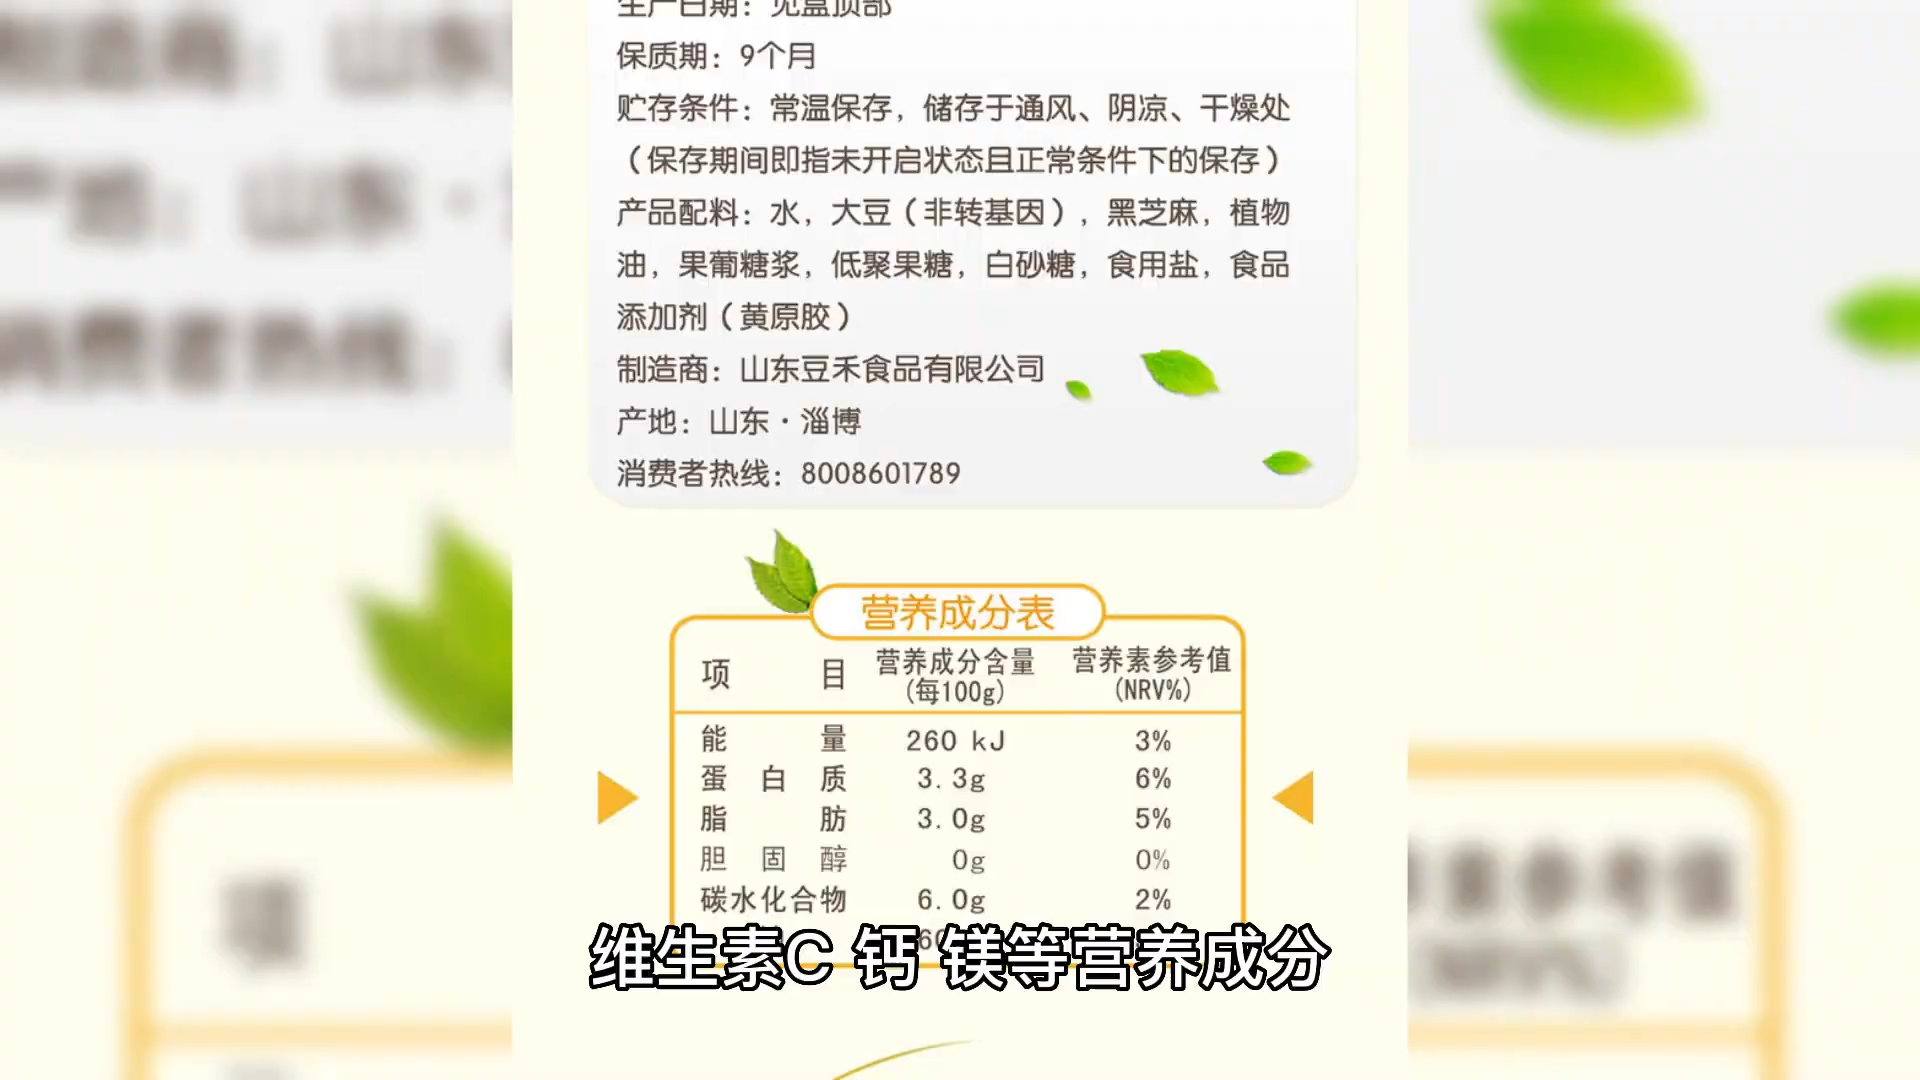 生产日期：见盒顶部
保质期：9个月
贮存条件：常温保存，储存于通风、阴凉、干燥处
（保存期间即指未开启状态且正常条件下的保存）
产品配料：水，大豆（非转基因），黑芝麻，植物
油，果葡糖浆，低聚果糖，白砂糖，食用盐，食品
添加剂（黄原胶）
制造商：山东豆禾食品有限公司
产地：山东·淄博
消费者热线：8008601789
营养成分表
项目 营养成分含量（每100g） 营养素参考值（NRV%）
能量 260 kJ 3%
蛋白质 3.3g 6%
脂肪 3.0g 5%
胆固醇 0g 0%
碳水化合物 6.0g 2%
维生素C 钙 镁等营养成分